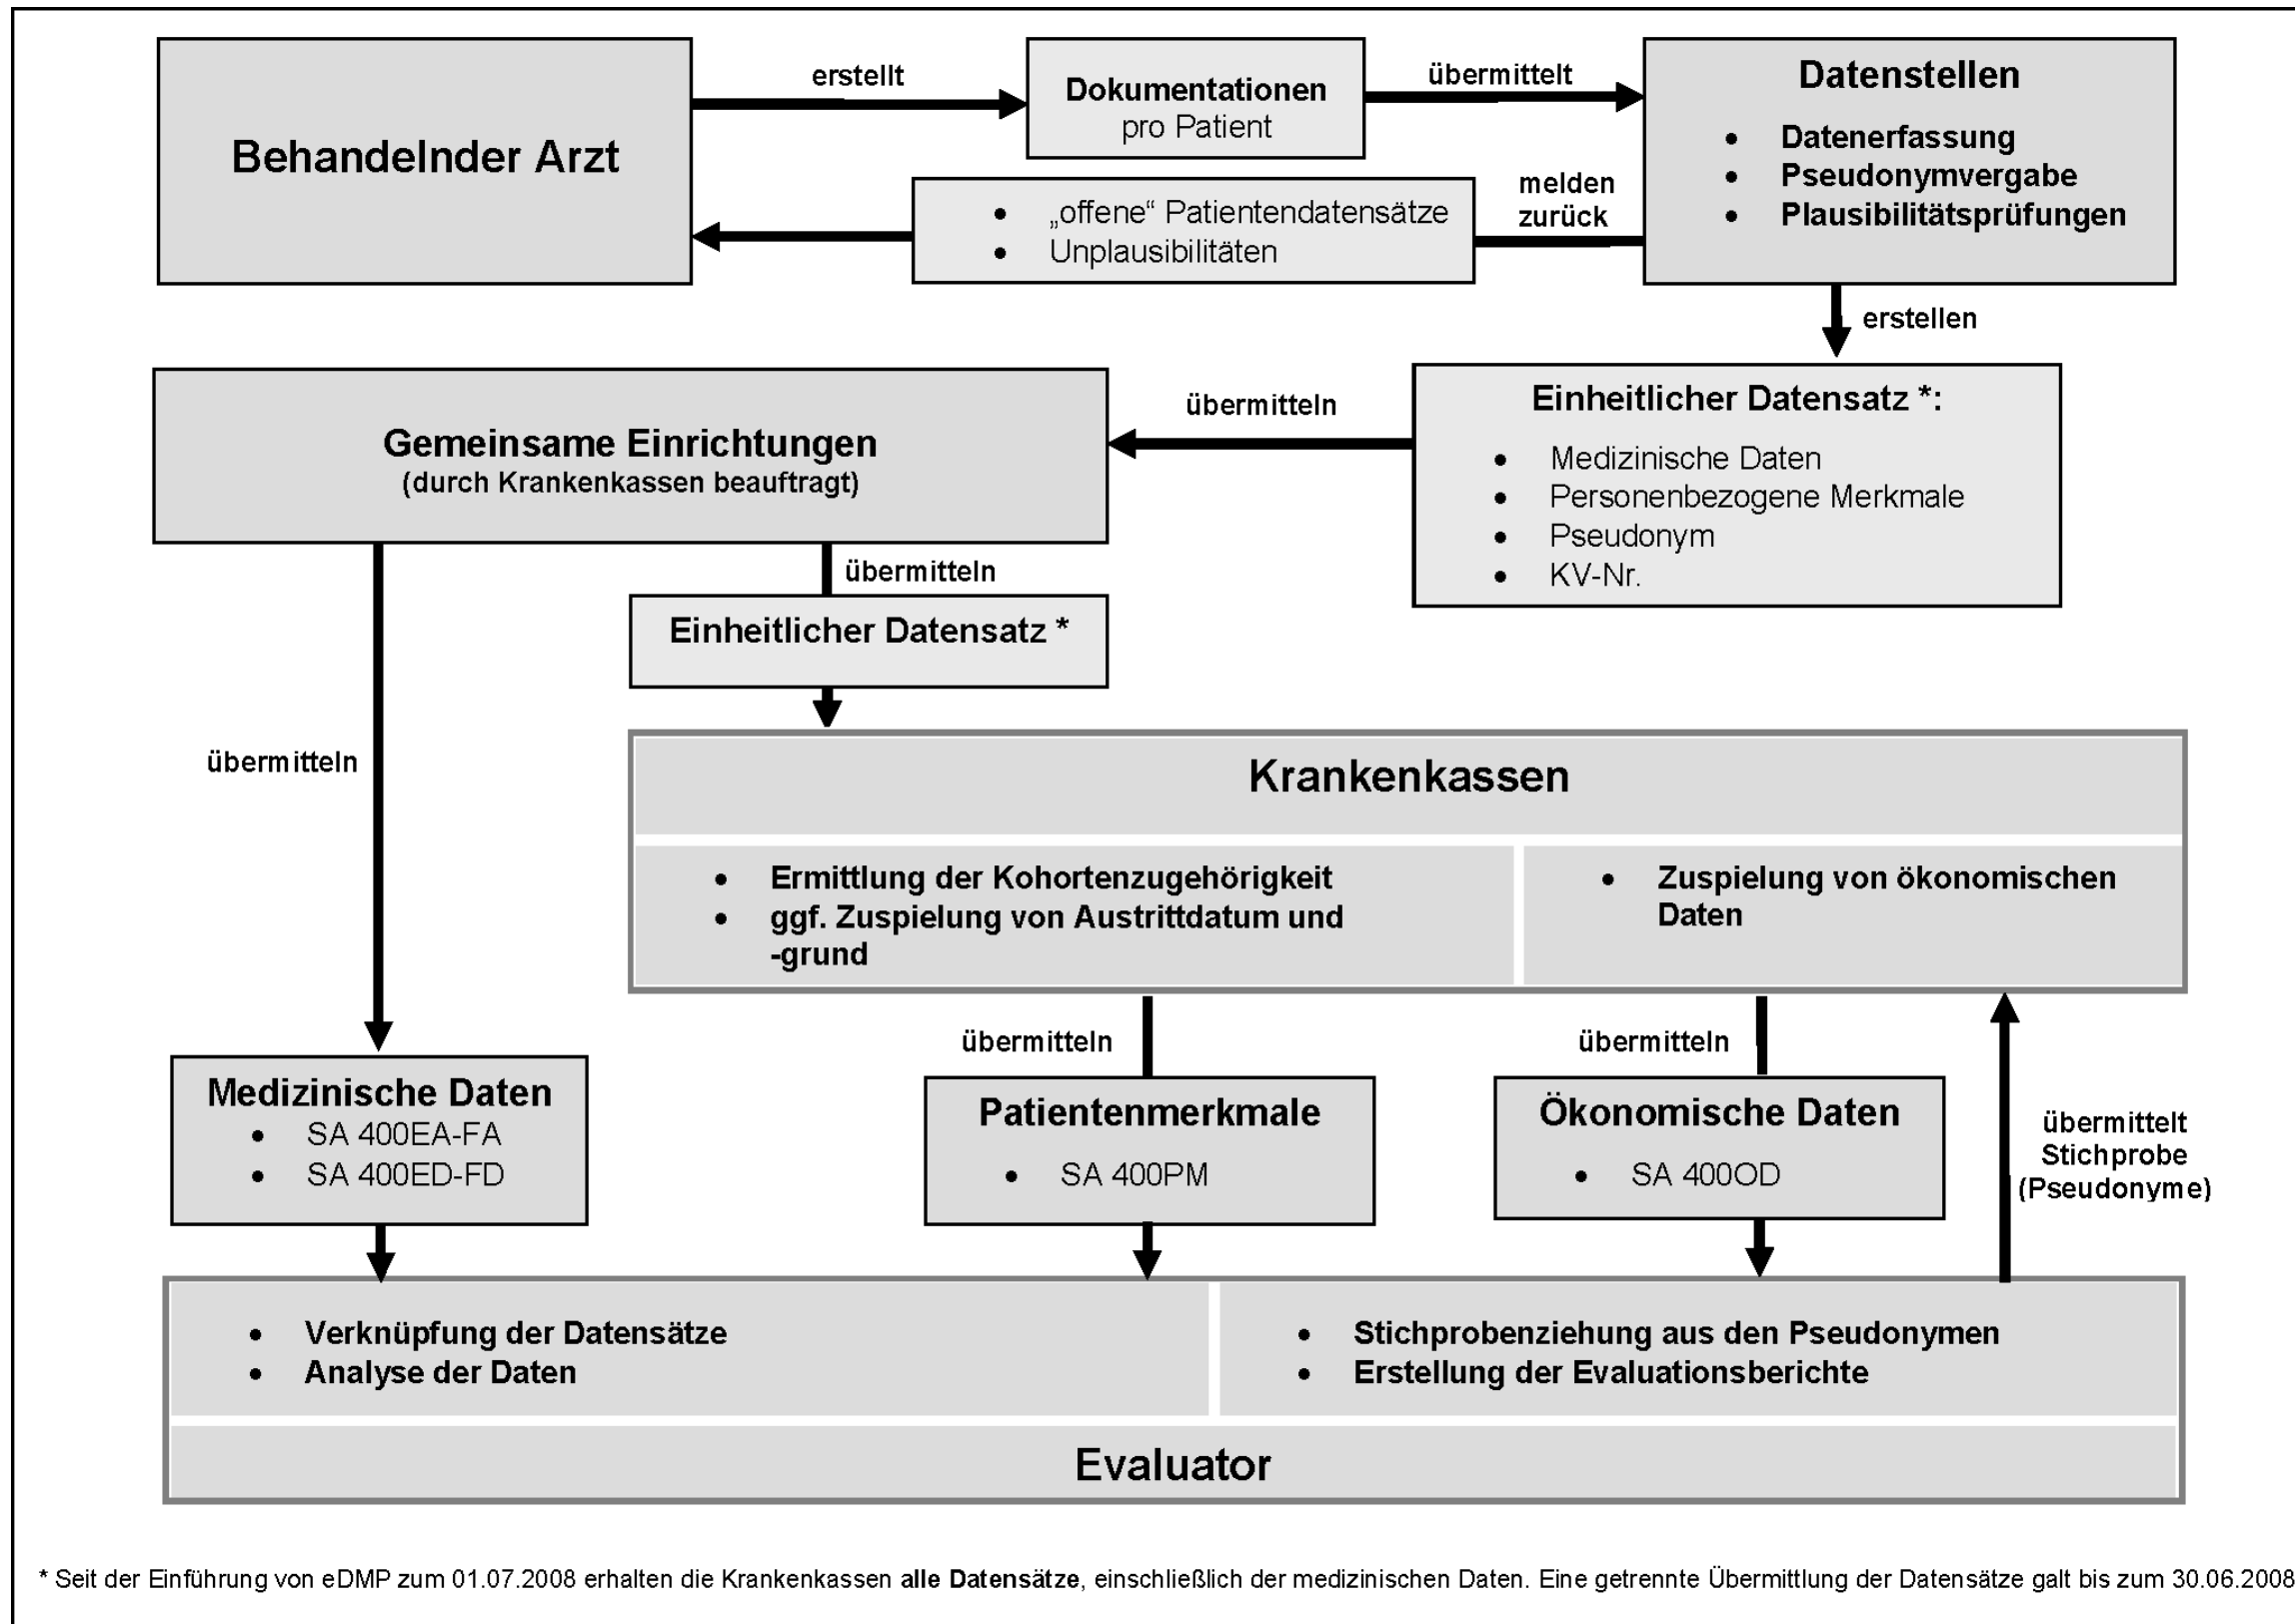 Behandelnder Arzt
erstellt
Dokumentationen
pro Patient
übermittelt
Datenstellen
• Datenerfassung
• Pseudonymvergabe
• Plausibilitätsprüfungen
melden
zurück
• „offene“ Patientendatensätze
• Unplausibilitäten
erstellen
Einheitlicher Datensatz *:
• Medizinische Daten
• Personenbezogene Merkmale
• Pseudonym
• KV-Nr.
übermitteln
Gemeinsame Einrichtungen
(durch Krankenkassen beauftragt)
übermitteln
Einheitlicher Datensatz *
übermitteln
Krankenkassen
• Ermittlung der Kohortenzugehörigkeit
• ggf. Zuspielung von Austrittdatum und
-grund
• Zuspielung von ökonomischen
Daten
übermitteln
übermitteln
Medizinische Daten
• SA 400EA-FA
• SA 400ED-FD
Patientenmerkmale
• SA 400PM
Ökonomische Daten
• SA 400OD
übermittelt
Stichprobe
(Pseudonyme)
• Verknüpfung der Datensätze
• Analyse der Daten
• Stichprobenziehung aus den Pseudonymen
• Erstellung der Evaluationsberichte
Evaluator
* Seit der Einführung von eDMP zum 01.07.2008 erhalten die Krankenkassen alle Datensätze, einschließlich der medizinischen Daten. Eine getrennte Übermittlung der Datensätze galt bis zum 30.06.2008